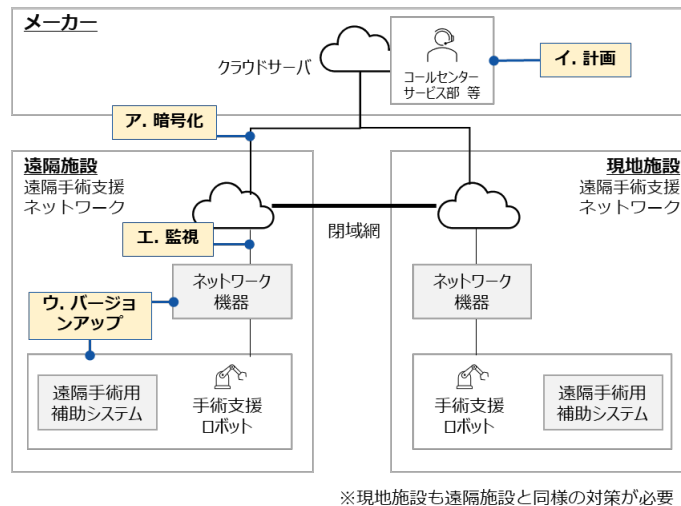 メーカー
クラウドサーバ
コールセンター
サービス部 等
イ. 計画
ア. 暗号化
遠隔施設
遠隔手術支援
ネットワーク
現地施設
遠隔手術支援
ネットワーク
閉域網
エ. 監視
ネットワーク
機器
ネットワーク
機器
ウ. バージョ
ンアップ
遠隔手術用
補助システム
手術支援
ロボット
手術支援
ロボット
遠隔手術用
補助システム
※現地施設も遠隔施設と同様の対策が必要